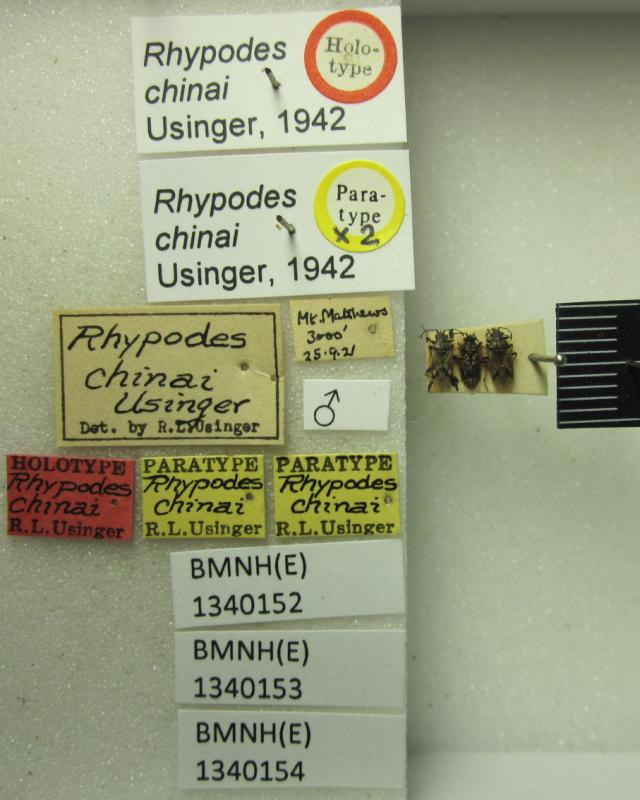 Rhypodes
chinai
Usinger, 1942
Holo-
type
Rhypodes
chinai
Usinger, 1942
Para-
type
x 2
Rhypodes
chinai
Usinger
Det. by R.L.Usinger
Mt. Matthews
3000'
25.9.21
♂
HOLOTYPE
Rhypodes
chinai
R.L.Usinger
PARATYPE
Rhypodes
chinai
R.L.Usinger
PARATYPE
Rhypodes
chinai
R.L.Usinger
BMNH(E)
1340152
BMNH(E)
1340153
BMNH(E)
1340154